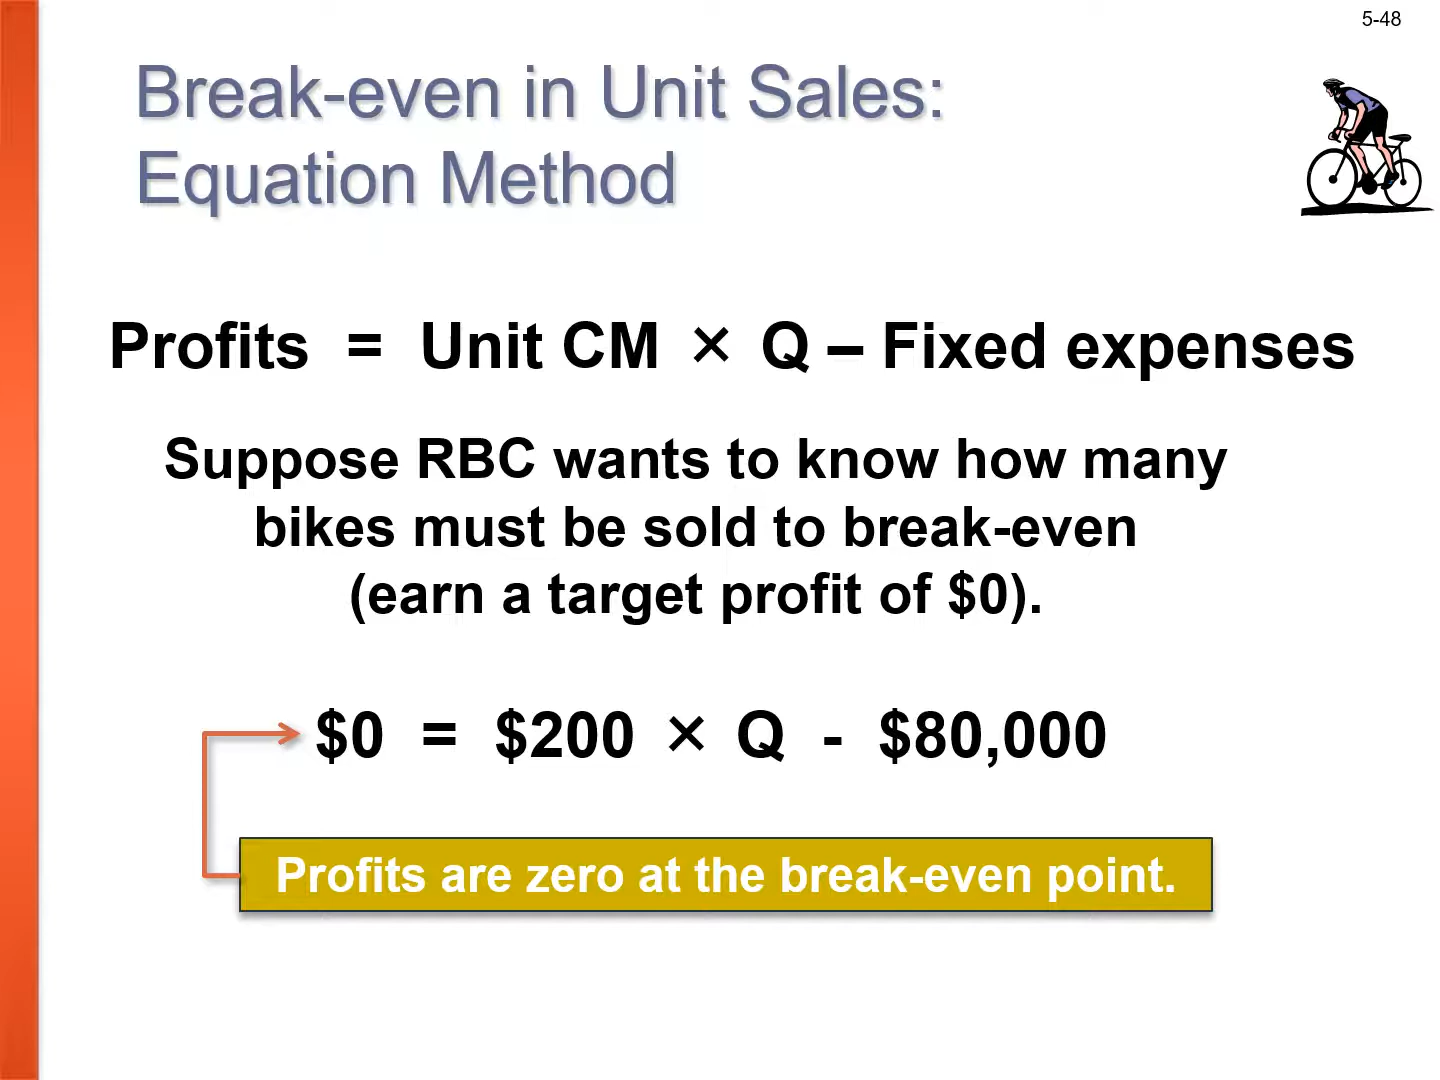 5-48
Break-even in Unit Sales:
Equation Method
Profits = Unit CM × Q – Fixed expenses
Suppose RBC wants to know how many
bikes must be sold to break-even
(earn a target profit of $0).
$0 = $200 × Q - $80,000
Profits are zero at the break-even point.